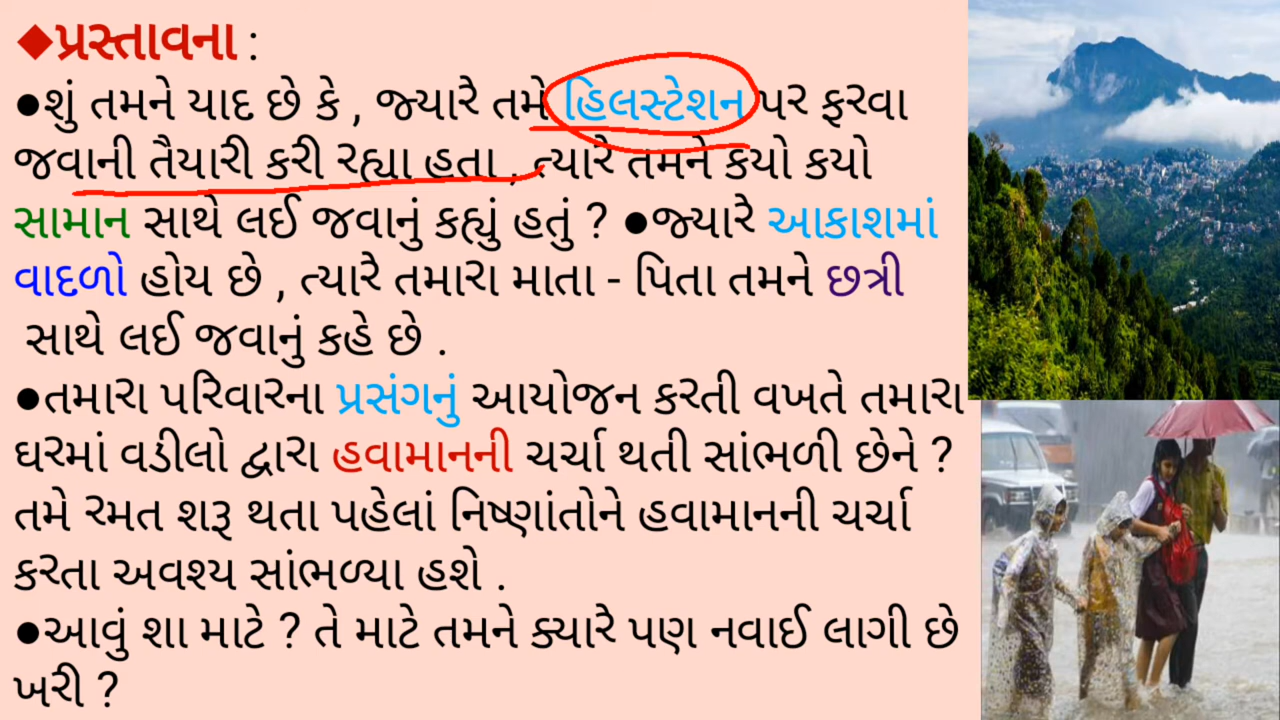 ◆પ્રસ્તાવના :
●શું તમને યાદ છે કે , જ્યારે તમે હિલસ્ટેશન પર ફરવા
જવાની તૈયારી કરી રહ્યા હતા , ત્યારે તમને કયો કયો
સામાન સાથે લઈ જવાનું કહ્યું હતું ? ●જ્યારે આકાશમાં
વાદળો હોય છે , ત્યારે તમારા માતા - પિતા તમને છત્રી
સાથે લઈ જવાનું કહે છે .
●તમારા પરિવારના પ્રસંગનું આયોજન કરતી વખતે તમારા
ઘરમાં વડીલો દ્વારા હવામાનની ચર્ચા થતી સાંભળી છેને ?
તમે રમત શરૂ થતા પહેલાં નિષ્ણાંતોને હવામાનની ચર્ચા
કરતા અવશ્ય સાંભળ્યા હશે .
●આવું શા માટે ? તે માટે તમને ક્યારે પણ નવાઈ લાગી છે
ખરી ?